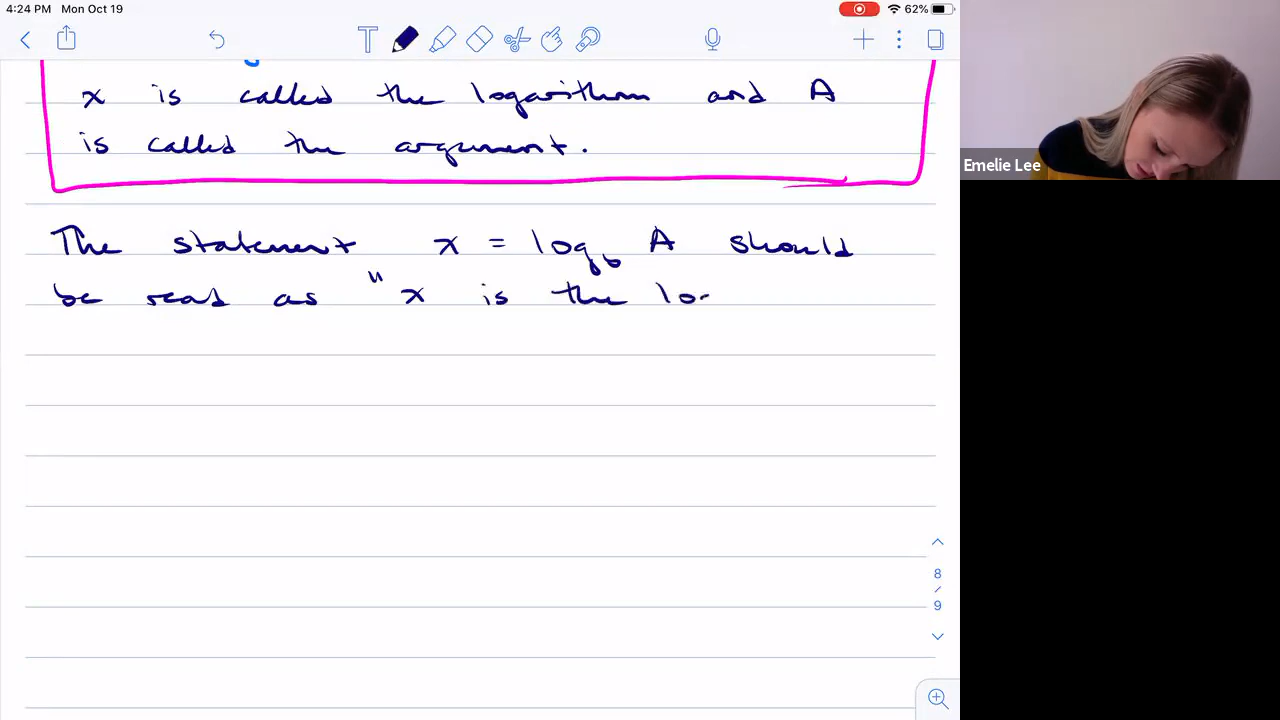 4:24 PM Mon Oct 19
62%
T
x is called the logarithm and A
is called the argument.
The statement x = log_b A should
be read as "x is the lo
Emelie Lee
8
/
9